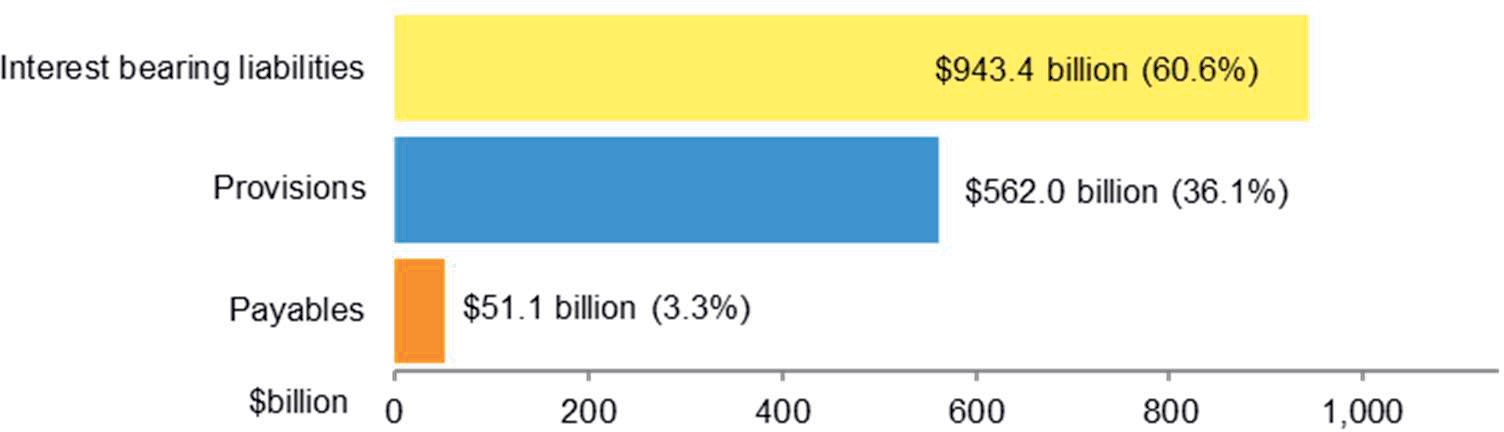 Interest bearing liabilities $943.4 billion (60.6%)
Provisions $562.0 billion (36.1%)
Payables $51.1 billion (3.3%)
$billion 0 200 400 600 800 1,000